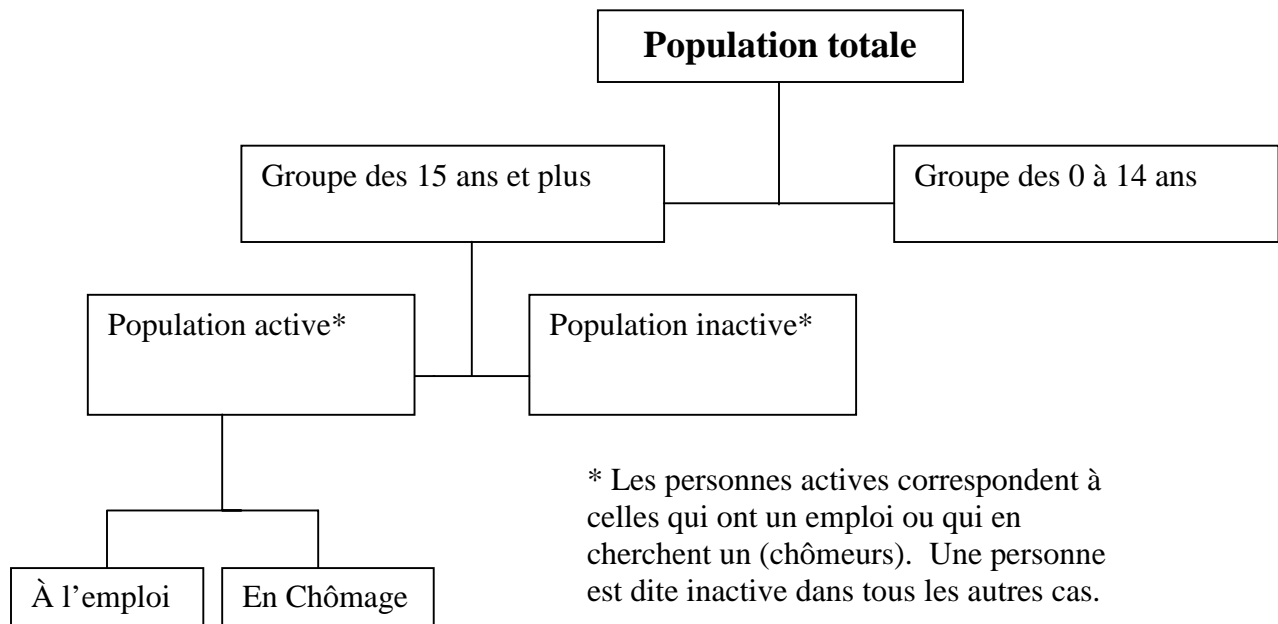 Population totale
Groupe des 15 ans et plus
Groupe des 0 à 14 ans
Population active*
Population inactive*
* Les personnes actives correspondent à
celles qui ont un emploi ou qui en
cherchent un (chômeurs).  Une personne
est dite inactive dans tous les autres cas.
À l’emploi
En Chômage